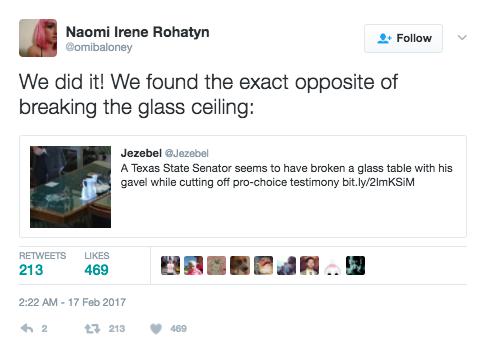 Naomi Irene Rohatyn
@omibaloney
Follow
We did it! We found the exact opposite of
breaking the glass ceiling:
Jezebel @Jezebel
A Texas State Senator seems to have broken a glass table with his
gavel while cutting off pro-choice testimony bit.ly/2lmKSiM
RETWEETS LIKES
213 469
2:22 AM - 17 Feb 2017
2 213 469